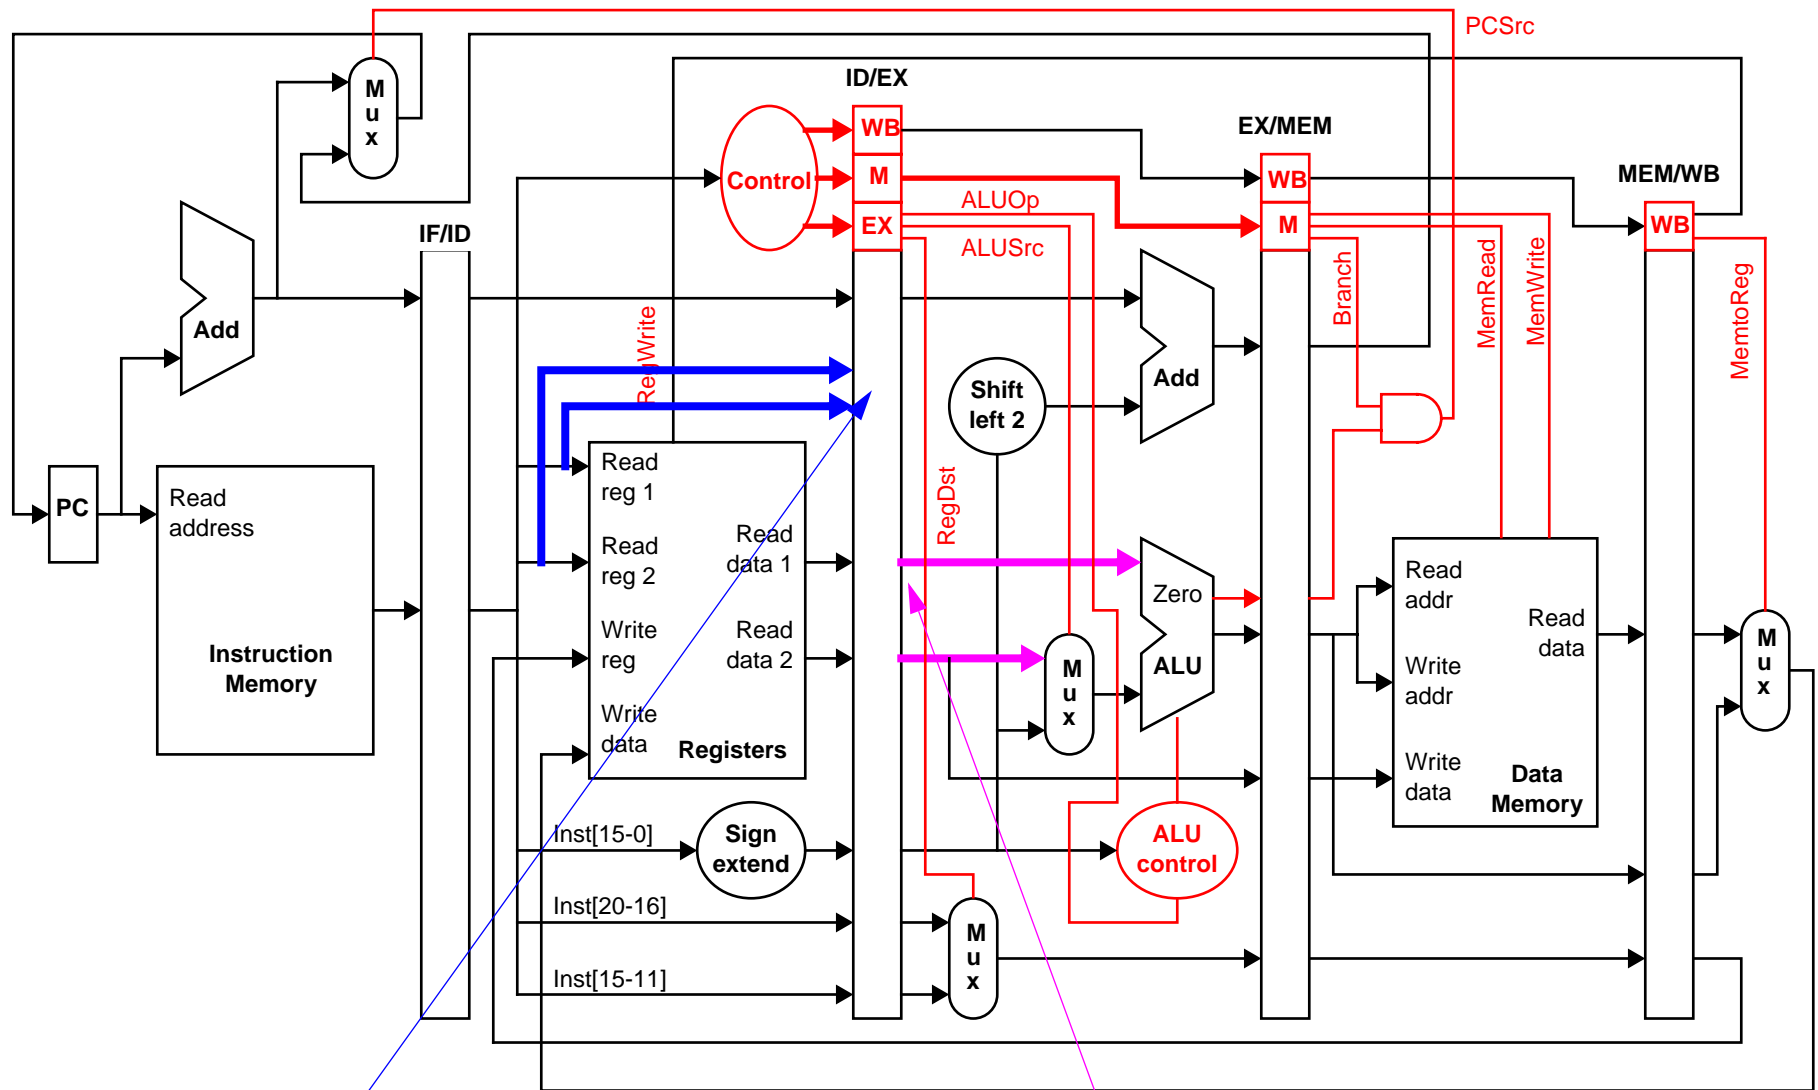 PCSrc
M
u
x
ID/EX
WB
M
EX
Control
ALUOp
ALUSrc
EX/MEM
WB
M
MEM/WB
WB
IF/ID
Add
RegWrite
Shift
left 2
Add
Branch
MemRead
MemWrite
MemtoReg
PC
Read
address
Instruction
Memory
Read
reg 1
Read
reg 2
Write
reg
Write
data
Read
data 1
Read
data 2
Registers
RegDst
Zero
ALU
M
u
x
Read
addr
Write
addr
Write
data
Read
data
Data
Memory
M
u
x
Inst[15-0]
Sign
extend
ALU
control
Inst[20-16]
Inst[15-11]
M
u
x